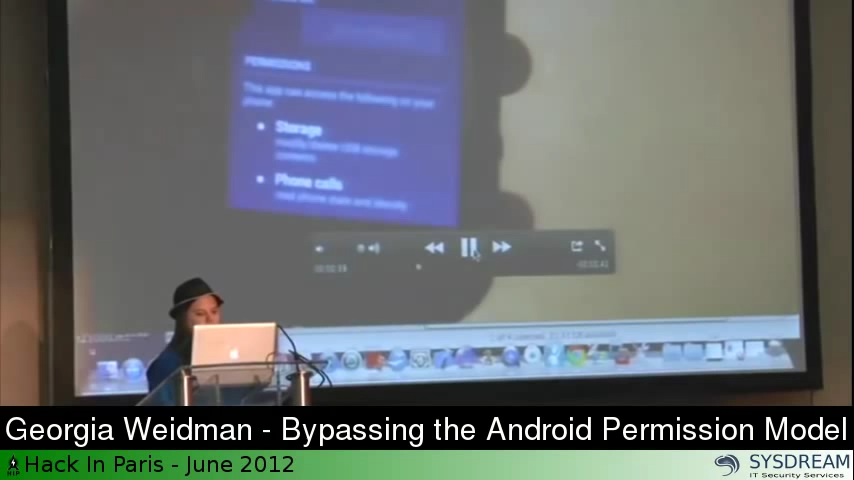 PERMISSIONS
This app can access the following on your
phone:
Storage
modify/delete USB storage
contents
Phone calls
read phone state and identity
Georgia Weidman - Bypassing the Android Permission Model
Hack In Paris - June 2012
HIP
SYSDREAM
IT Security Services